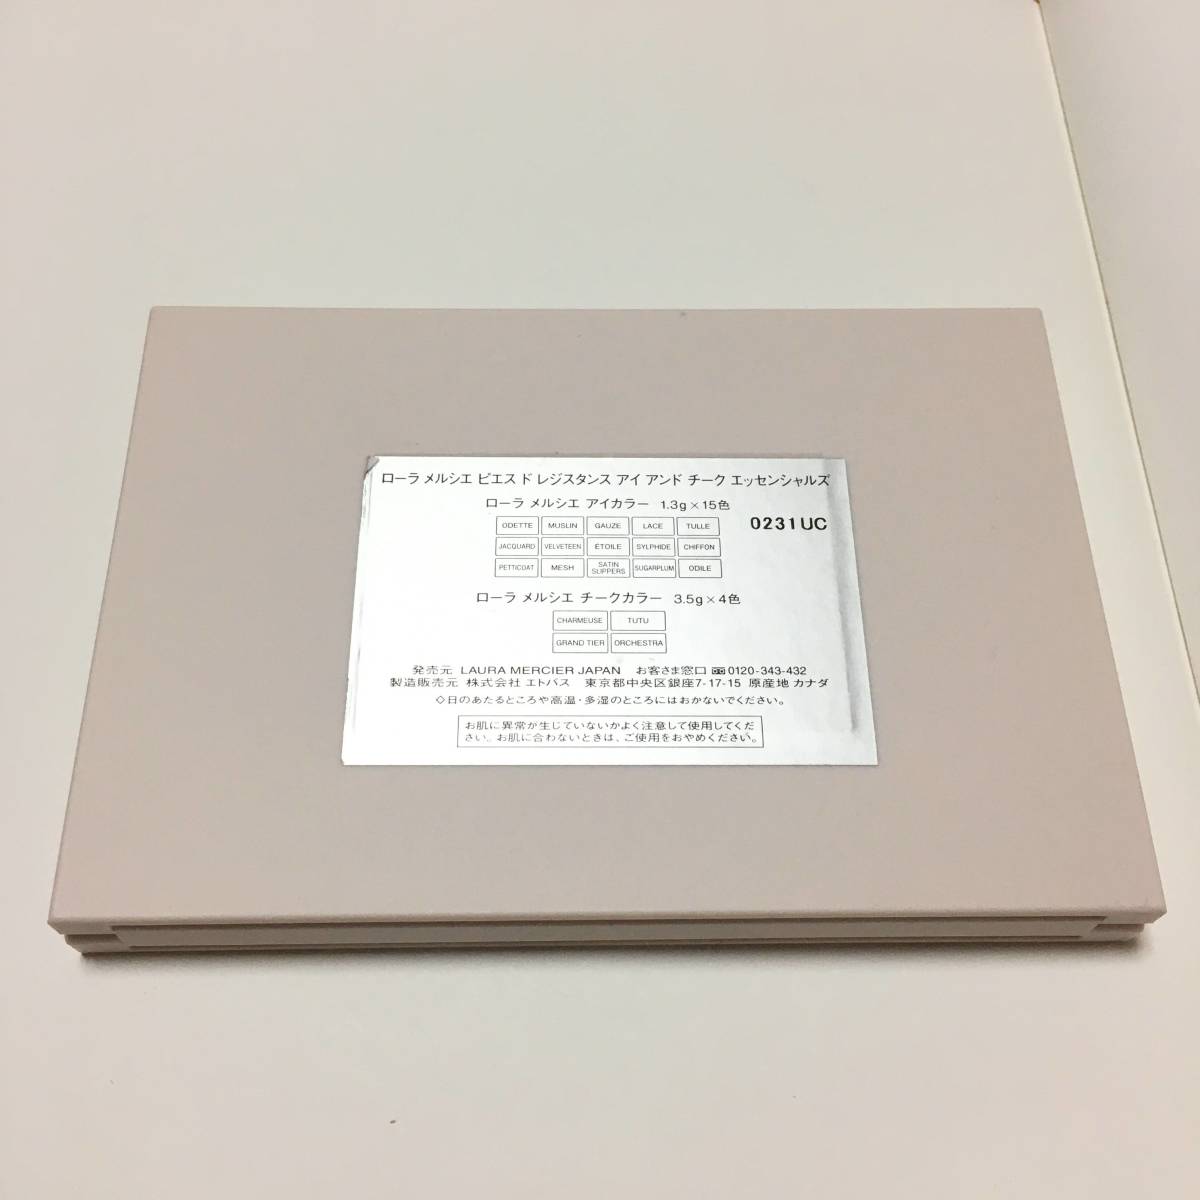 ローラ メルシエ ピエス ド レジスタンス アイ アンド チーク エッセンシャルズ
ローラ メルシエ アイカラー 1.3g×15色
0231UC
ODETTE MUSLIN GAUZE LACE TULLE
JACQUARD VELVETEEN ÉTOILE SYLPHIDE CHIFFON
PETTICOAT MESH SATIN SLIPPERS SUGARPLUM ODILE
ローラ メルシエ チークカラー 3.5g×4色
CHARMEUSE TUTU
GRAND TIER ORCHESTRA
発売元 LAURA MERCIER JAPAN お客さま窓口 0120-343-432
製造販売元 株式会社 エトバス 東京都中央区銀座7-17-15 原産地 カナダ
◇日のあたるところや高温・多湿のところにはおかないでください。
お肌に異常が生じていないかよく注意して使用してくだ
さい。お肌に合わないときは、ご使用をおやめください。